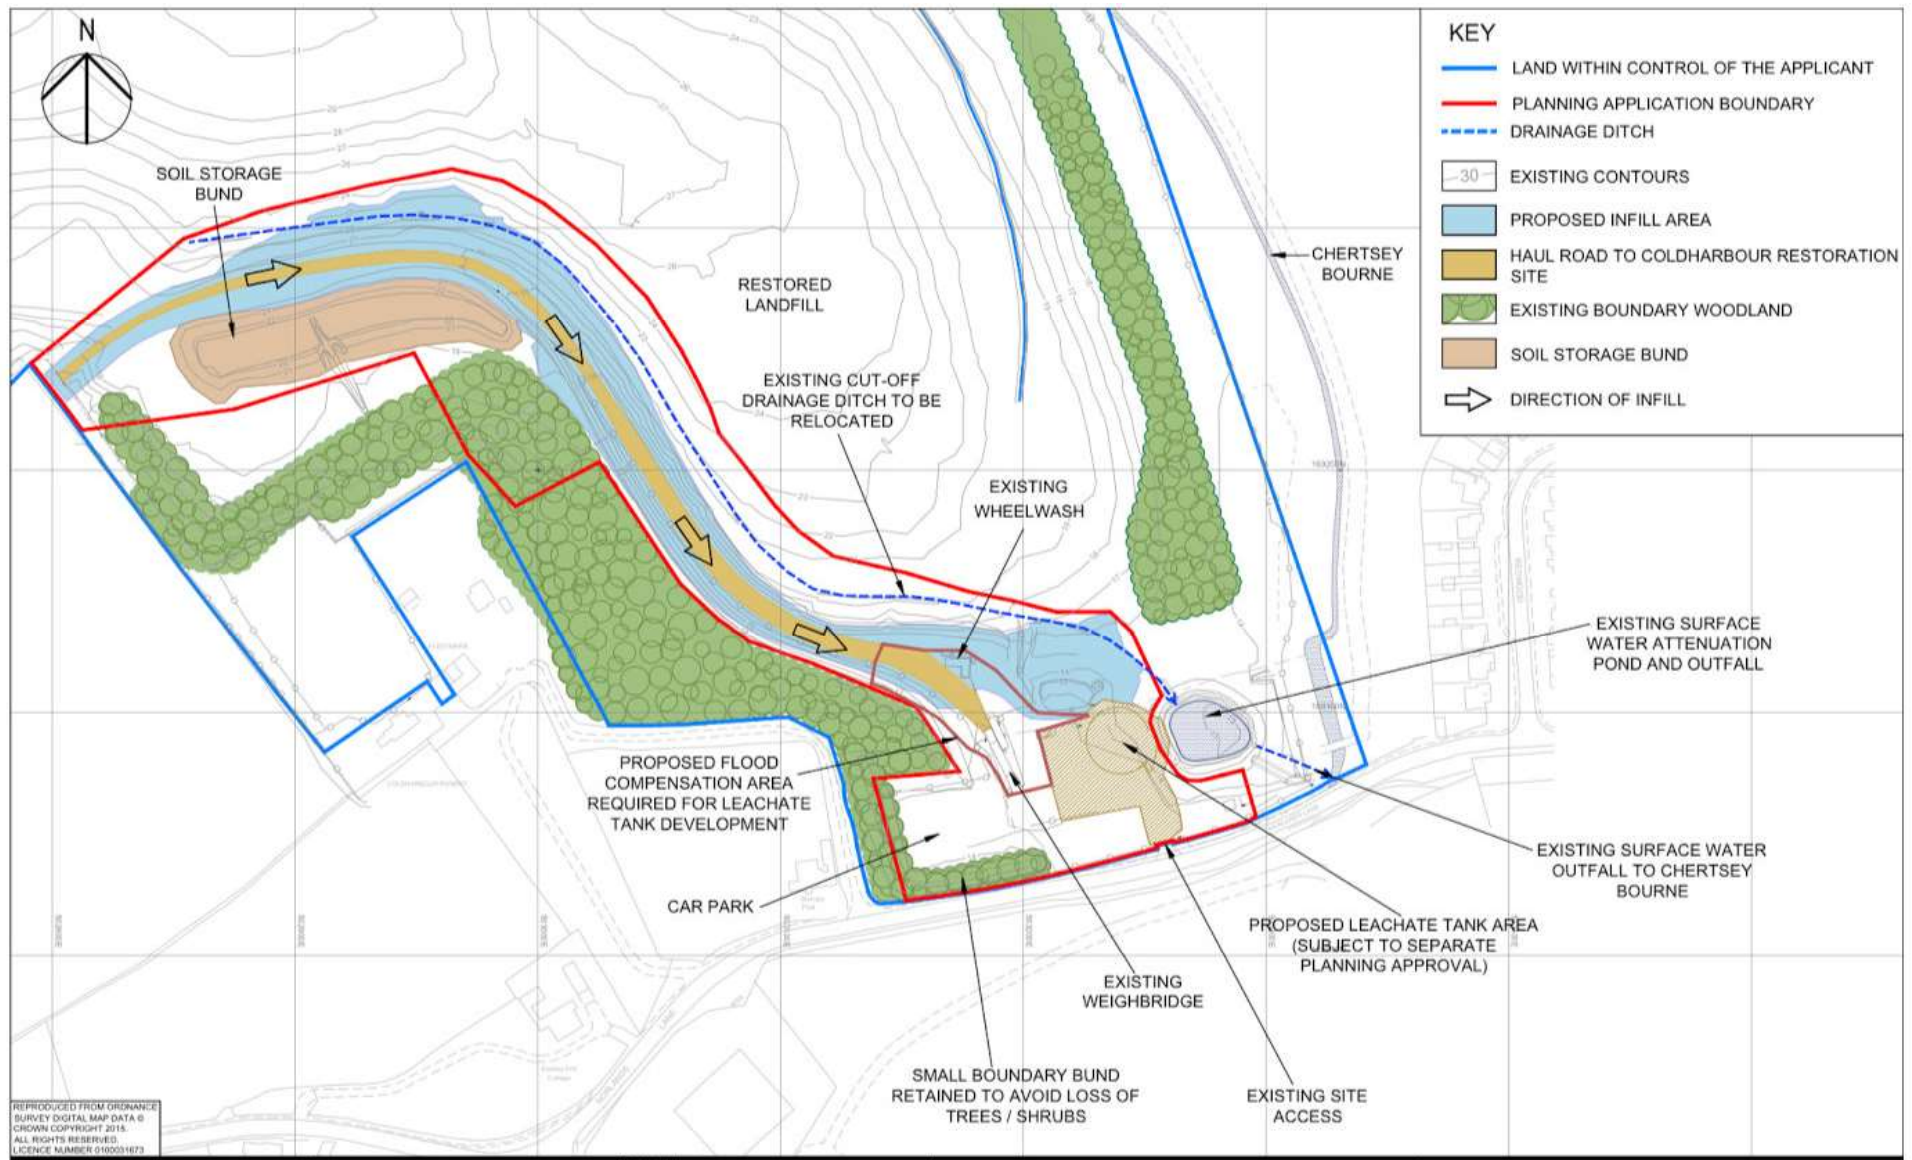 N
KEY
LAND WITHIN CONTROL OF THE APPLICANT
PLANNING APPLICATION BOUNDARY
DRAINAGE DITCH
30
EXISTING CONTOURS
PROPOSED INFILL AREA
HAUL ROAD TO COLDHARBOUR RESTORATION
SITE
EXISTING BOUNDARY WOODLAND
SOIL STORAGE BUND
DIRECTION OF INFILL
SOIL STORAGE
BUND
CHERTSEY
BOURNE
RESTORED
LANDFILL
EXISTING CUT-OFF
DRAINAGE DITCH TO BE
RELOCATED
EXISTING
WHEELWASH
EXISTING SURFACE
WATER ATTENUATION
POND AND OUTFALL
PROPOSED FLOOD
COMPENSATION AREA
REQUIRED FOR LEACHATE
TANK DEVELOPMENT
CAR PARK
EXISTING SURFACE WATER
OUTFALL TO CHERTSEY
BOURNE
PROPOSED LEACHATE TANK AREA
(SUBJECT TO SEPARATE
PLANNING APPROVAL)
EXISTING
WEIGHBRIDGE
SMALL BOUNDARY BUND
RETAINED TO AVOID LOSS OF
TREES / SHRUBS
EXISTING SITE
ACCESS
REPRODUCED FROM ORDNANCE
SURVEY DIGITAL MAP DATA ©
CROWN COPYRIGHT 2015.
ALL RIGHTS RESERVED.
LICENCE NUMBER 0100031673